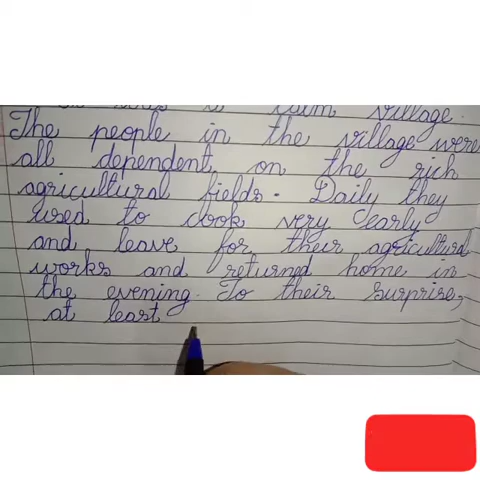 calm village.
The people in the village were
all dependent on the rich
agricultural fields. Daily they
used to cook very early
and leave for their agricultural
works and returned home in
the evening. To their surprise,
at least